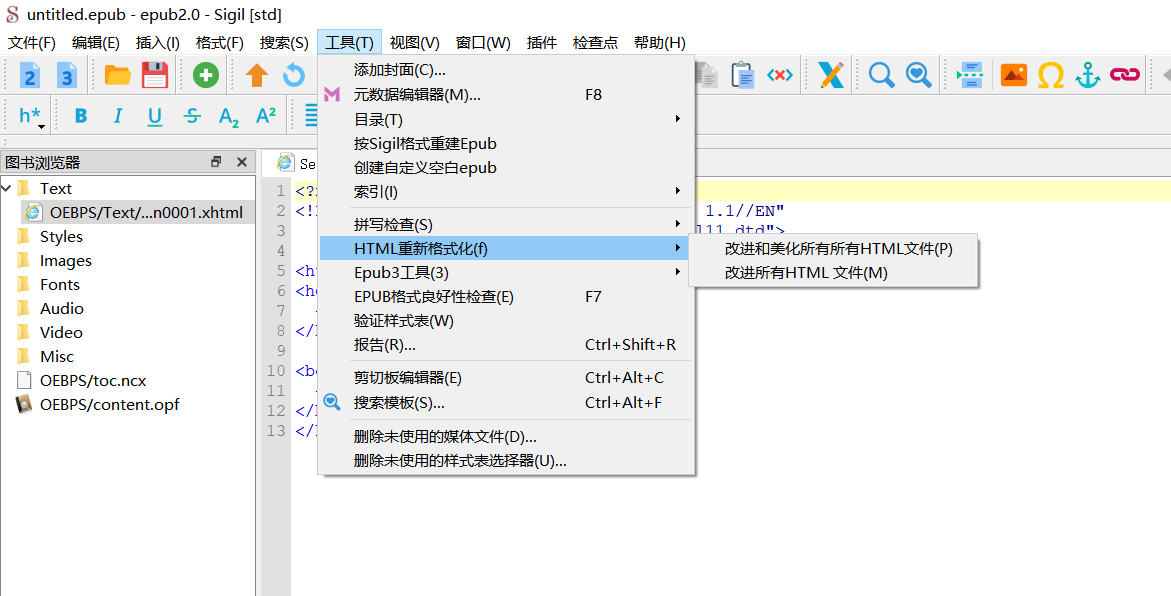 untitled.epub - epub2.0 - Sigil [std]
文件(F) 编辑(E) 插入(I) 格式(F) 搜索(S) 工具(T) 视图(V) 窗口(W) 插件 检查点 帮助(H)
2 3
h* B I U S A2 A2
图书浏览器
Text
OEBPS/Text/...n0001.xhtml
Styles
Images
Fonts
Audio
Video
Misc
OEBPS/toc.ncx
OEBPS/content.opf
添加封面(C)...
元数据编辑器(M)... F8
目录(T)
按Sigil格式重建Epub
创建自定义空白epub
索引(I)
拼写检查(S)
HTML重新格式化(f)
Epub3工具(3)
EPUB格式良好性检查(E) F7
验证样式表(W)
报告(R)... Ctrl+Shift+R
剪切板编辑器(E) Ctrl+Alt+C
搜索模板(S)... Ctrl+Alt+F
删除未使用的媒体文件(D)...
删除未使用的样式表选择器(U)...
改进和美化所有所有HTML文件(P)
改进所有HTML 文件(M)
Se
1 <?
2 <! 1.1//EN"
3 .dtd">
4
5 <h
6 <he
7
8 </
9
10 <bo
11
12 </
13 </